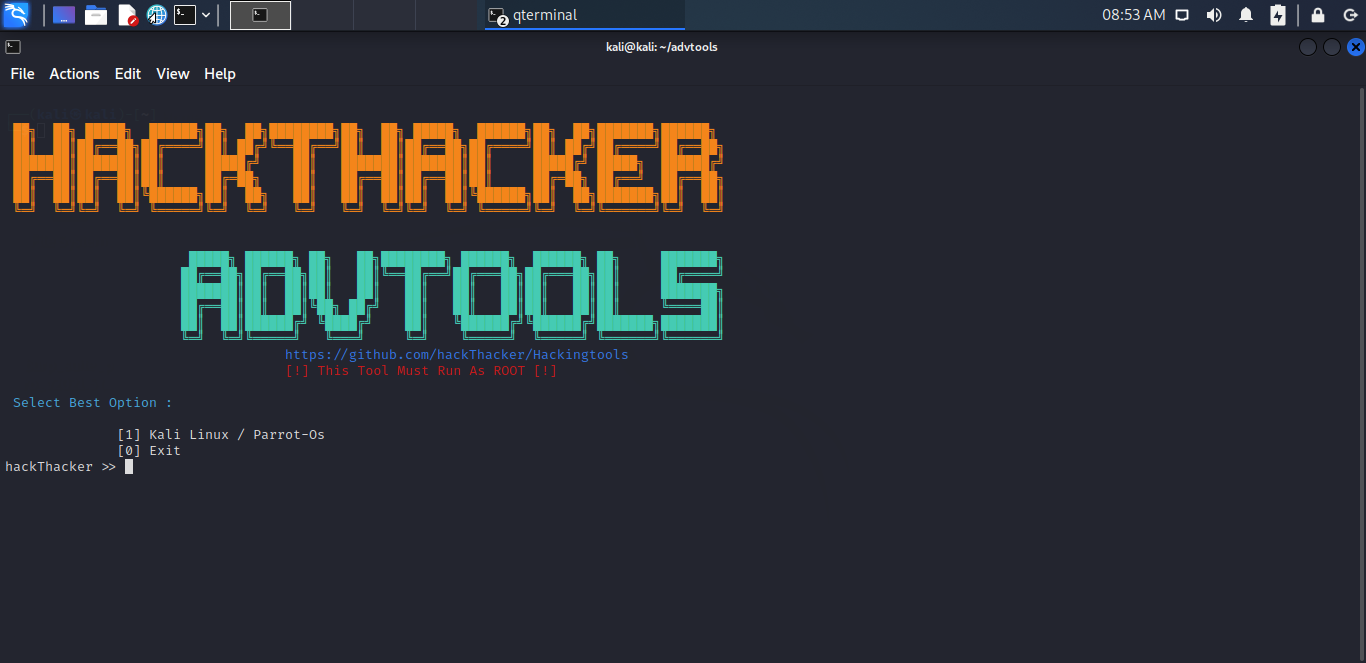 08:53 AM
qterminal
2
kali@kali: ~/advtools
File Actions Edit View Help
HACKTHACKER
ADVTOOLS
https://github.com/hackThacker/Hackingtools
[!] This Tool Must Run As ROOT [!]
Select Best Option :
[1] Kali Linux / Parrot-Os
[0] Exit
hackThacker >>